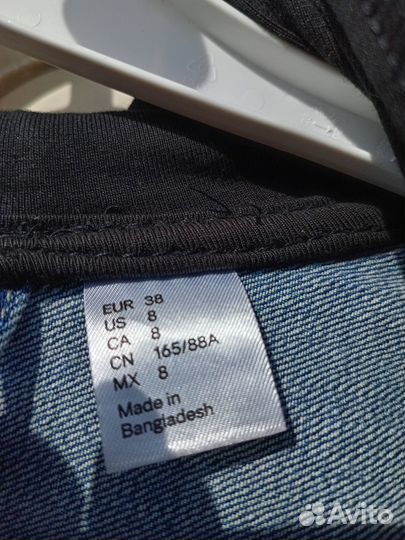 EUR 38
US 8
CA 8
CN 165/88A
MX 8
Made in
Bangladesh
Avito